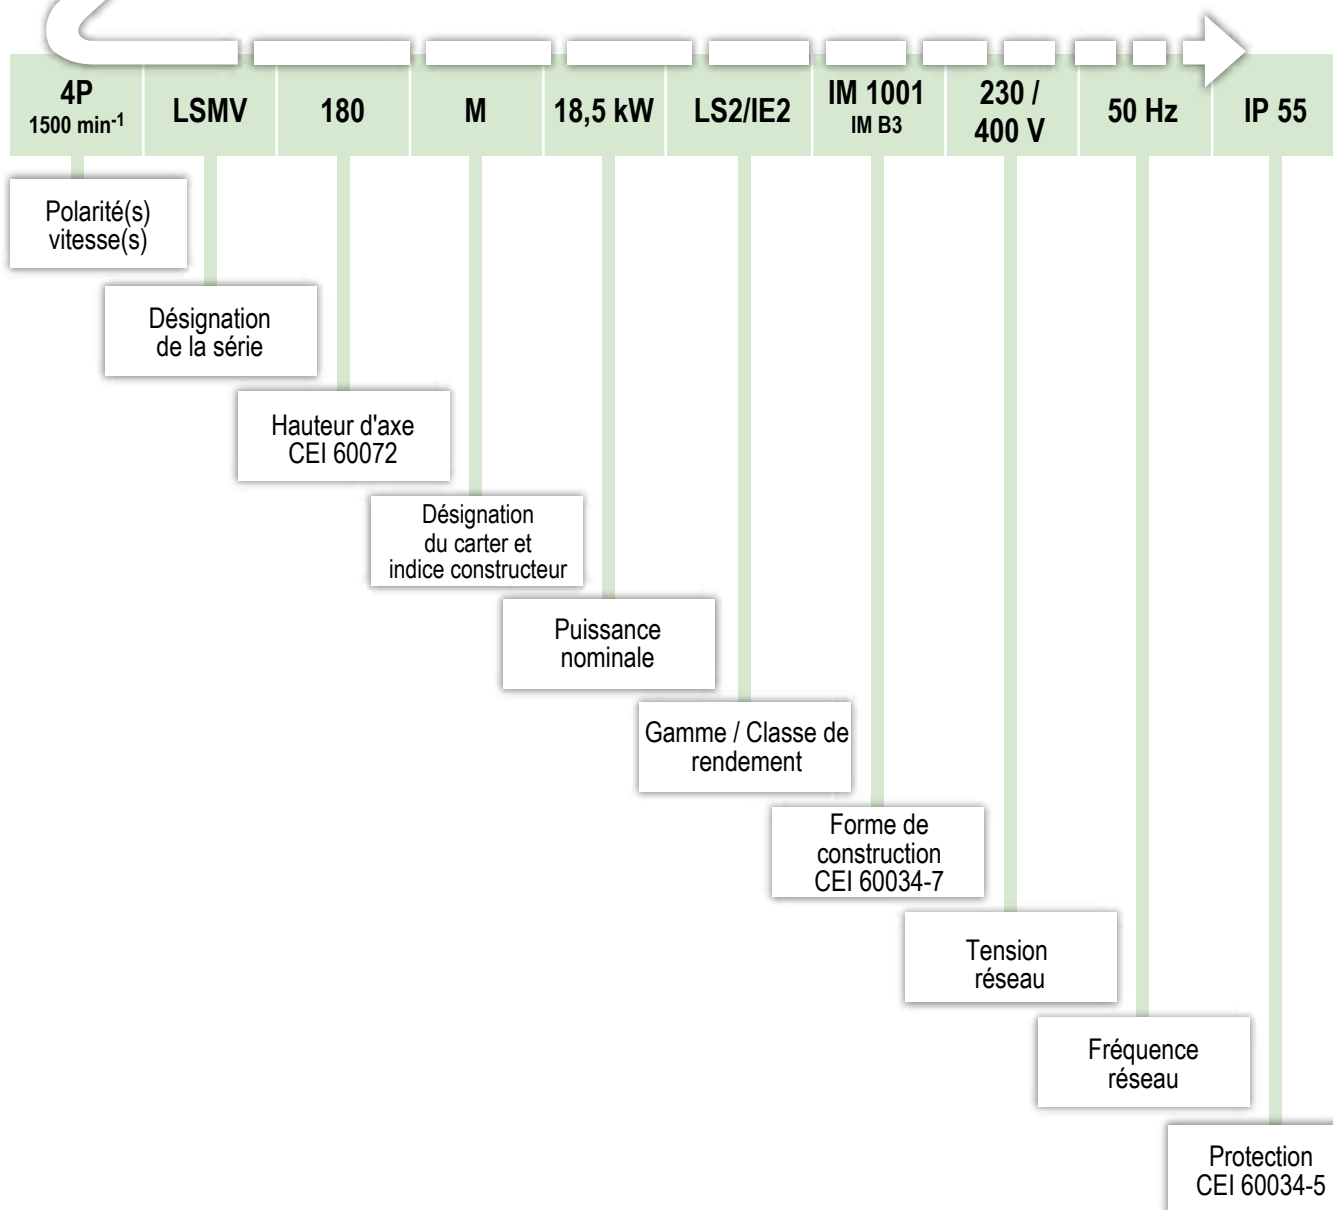 4P
1500 min-1
LSMV
180
M
18,5 kW
LS2/IE2
IM 1001
IM B3
230 /
400 V
50 Hz
IP 55
Polarité(s)
vitesse(s)
Désignation
de la série
Hauteur d'axe
CEI 60072
Désignation
du carter et
indice constructeur
Puissance
nominale
Gamme / Classe de
rendement
Forme de
construction
CEI 60034-7
Tension
réseau
Fréquence
réseau
Protection
CEI 60034-5